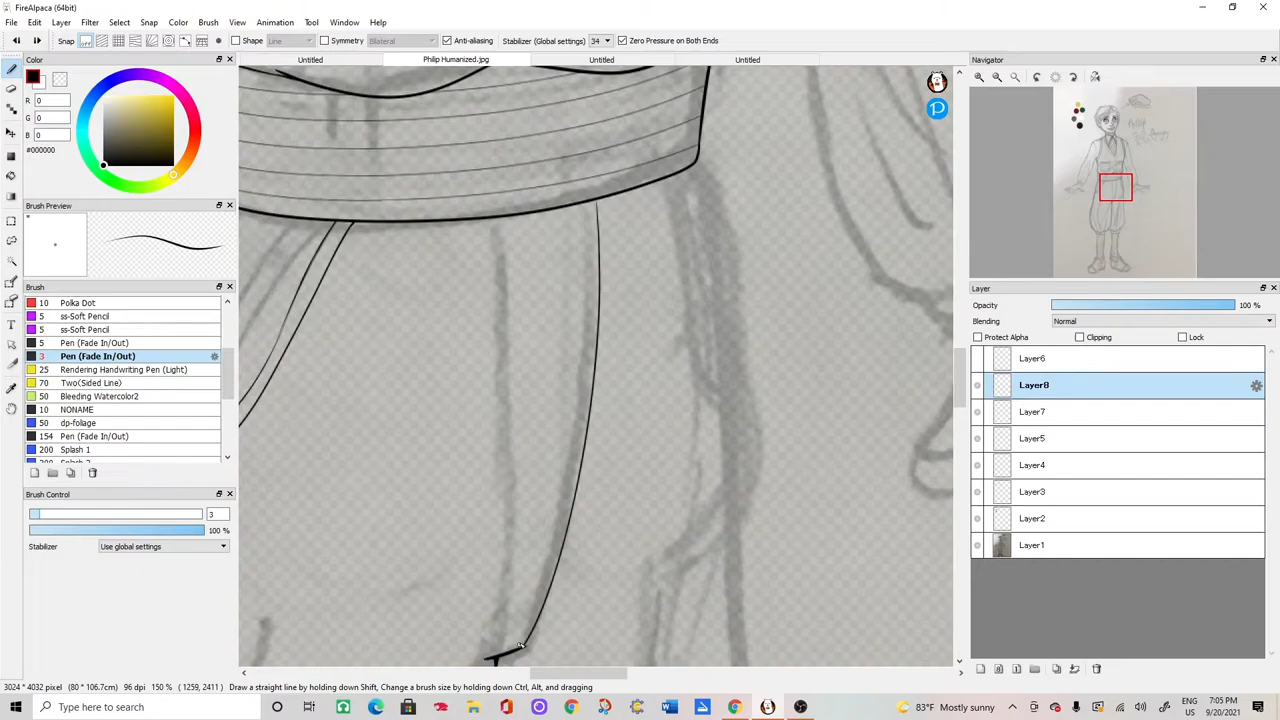 FireAlpaca (64bit)
File Edit Layer Filter Select Snap Color Brush View Animation Tool Window Help
Snap Shape Line Symmetry Bilateral Anti-aliasing Stabilizer (Global settings) 34 Zero Pressure on Both Ends
Color
Untitled Philip Humanized.jpg Untitled Untitled
Navigator
R 0
G 0
B 0
#000000
Brush Preview
Brush
10 Polka Dot
5 ss-Soft Pencil
5 ss-Soft Pencil
5 Pen (Fade In/Out)
3 Pen (Fade In/Out)
25 Rendering Handwriting Pen (Light)
70 Two(Sided Line)
50 Bleaching Watercolor2
10 NONAME
50 dp-foliage
154 Pen (Fade In/Out)
200 Splash 1
Brush Control
3
100 %
Stabilizer Use global settings
Layer
Opacity 100 %
Blending Normal
Protect Alpha Clipping Lock
Layer6
Layer8
Layer7
Layer5
Layer4
Layer3
Layer2
Layer1
3024 * 4032 pixel (80 * 106.7cm) 96 dpi 150 % (1259, 2411) Draw a straight line by holding down Shift, Change a brush size by holding down Ctrl, Alt, and dragging
Type here to search
83°F Mostly sunny
ENG
US
7:05 PM
9/20/2021